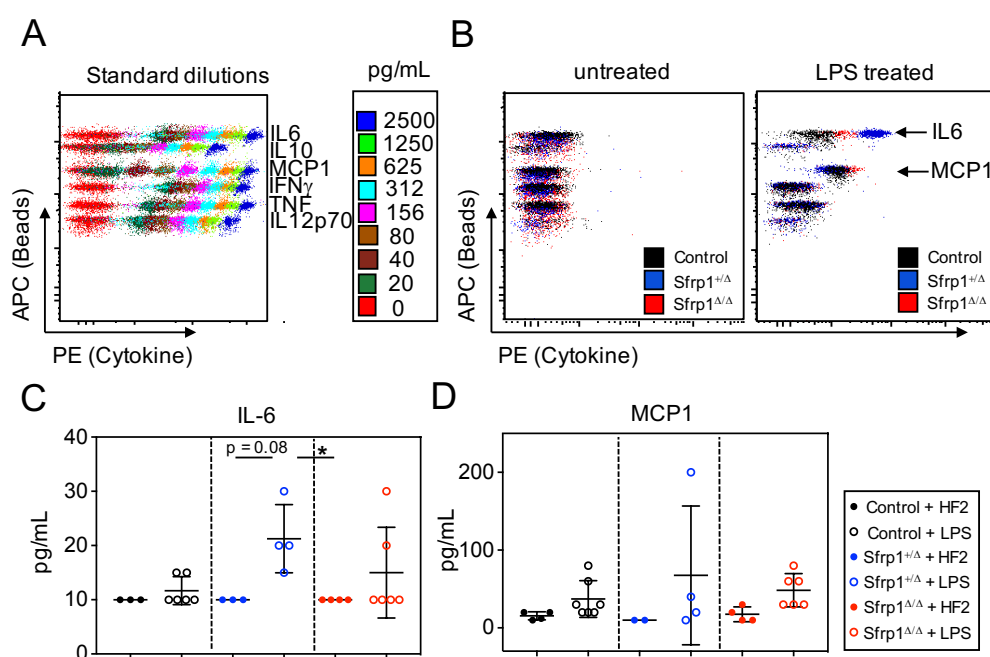 A
Standard dilutions
pg/mL
IL6
IL10
MCP1
IFNγ
TNF
IL12p70
2500
1250
625
312
156
80
40
20
0
APC (Beads)
PE (Cytokine)
B
untreated
LPS treated
IL6
MCP1
Control
Sfrp1+/Δ
Sfrp1Δ/Δ
Control
Sfrp1+/Δ
Sfrp1Δ/Δ
APC (Beads)
PE (Cytokine)
C
IL-6
pg/mL
40
30
20
10
0
p = 0.08
*
D
MCP1
pg/mL
200
100
0
Control + HF2
Control + LPS
Sfrp1+/Δ + HF2
Sfrp1+/Δ + LPS
Sfrp1Δ/Δ + HF2
Sfrp1Δ/Δ + LPS